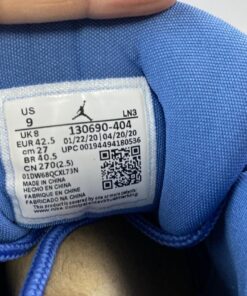 US
9
UK 8
EUR 42.5
cm 27
BR 40.5
CN 270(2.5)
01DW68QCXL73N
LN3
130690-404
01/22/20 | 04/20/20
UPC 00194494180536
MADE IN CHINA
FABRIQUÉ EN CHINE
HECHO EN CHINA
FABRICADO NA CHINA